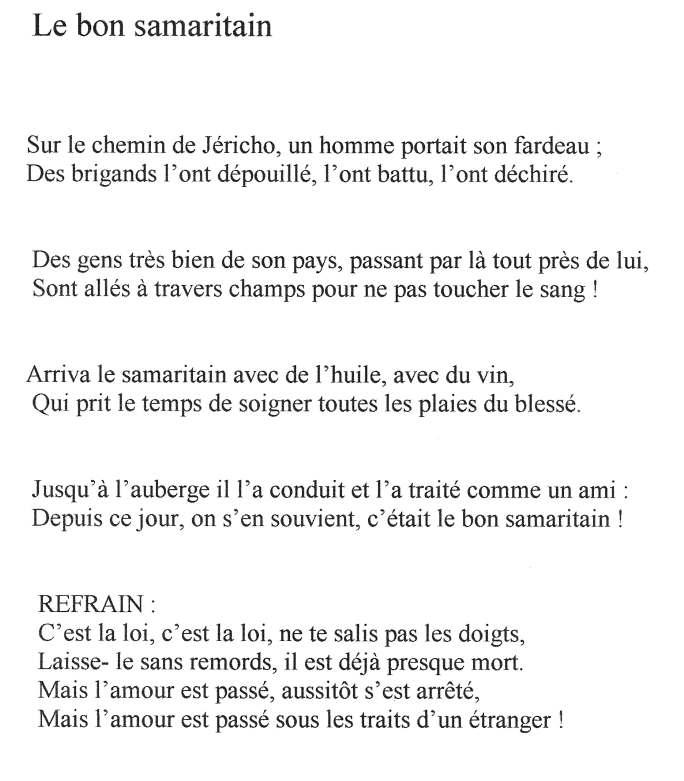 Le bon samaritain
Sur le chemin de Jéricho, un homme portait son fardeau ;
Des brigands l’ont dépouillé, l’ont battu, l’ont déchiré.
Des gens très bien de son pays, passant par là tout près de lui,
Sont allés à travers champs pour ne pas toucher le sang !
Arriva le samaritain avec de l’huile, avec du vin,
Qui prit le temps de soigner toutes les plaies du blessé.
Jusqu’à l’auberge il l’a conduit et l’a traité comme un ami :
Depuis ce jour, on s’en souvient, c’était le bon samaritain !
REFRAIN :
C’est la loi, c’est la loi, ne te salis pas les doigts,
Laisse- le sans remords, il est déjà presque mort.
Mais l’amour est passé, aussitôt s’est arrêté,
Mais l’amour est passé sous les traits d’un étranger !